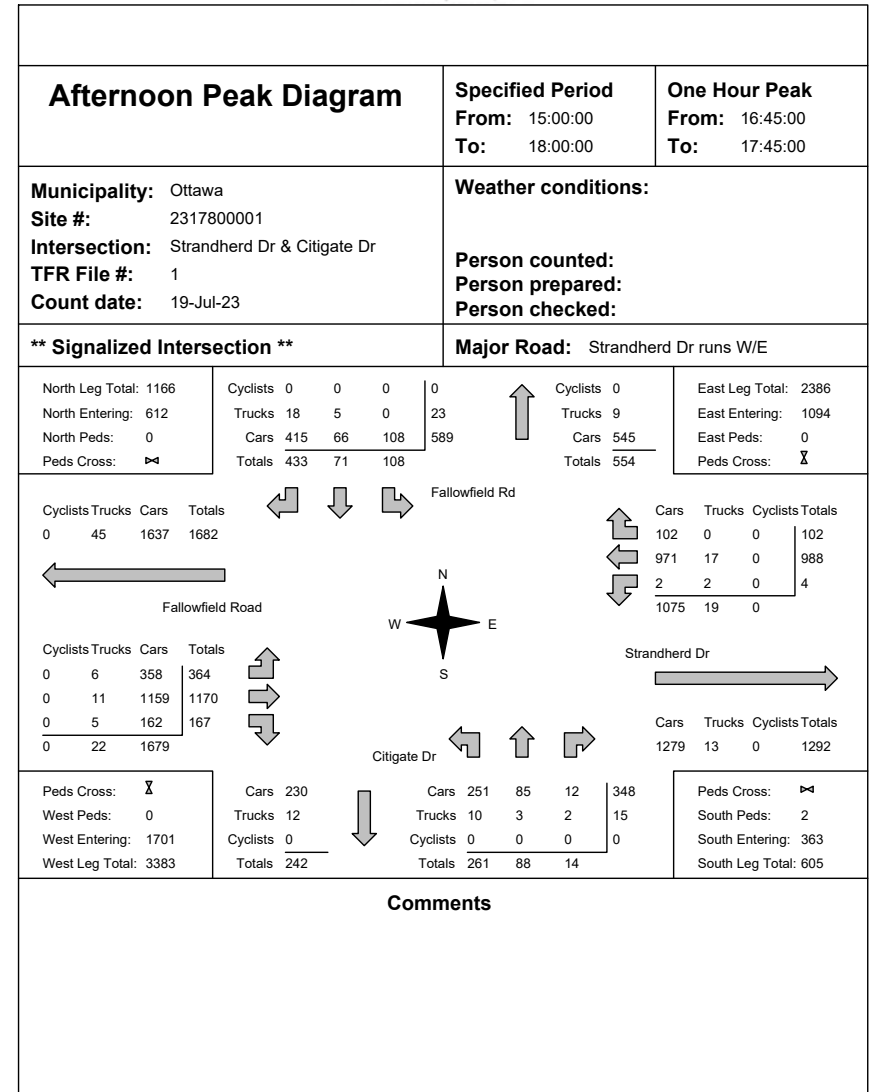 Afternoon Peak Diagram
Specified Period
From: 15:00:00
To: 18:00:00
One Hour Peak
From: 16:45:00
To: 17:45:00
Municipality: Ottawa
Site #: 2317800001
Intersection: Strandherd Dr & Citigate Dr
TFR File #: 1
Count date: 19-Jul-23
Weather conditions:
Person counted:
Person prepared:
Person checked:
** Signalized Intersection **
Major Road: Strandherd Dr runs W/E
North Leg Total: 1166
North Entering: 612
North Peds: 0
Peds Cross:
Cyclists 0 0 0 0
Trucks 18 5 0 23
Cars 415 66 108 589
Totals 433 71 108
Cyclists 0
Trucks 9
Cars 545
Totals 554
East Leg Total: 2386
East Entering: 1094
East Peds: 0
Peds Cross:
Fallowfield Rd
Cyclists Trucks Cars Totals
0 45 1637 1682
Cars Trucks Cyclists Totals
102 0 0 102
971 17 0 988
2 2 0 4
1075 19 0
Fallowfield Road
N
W E
S
Cyclists Trucks Cars Totals
0 6 358 364
0 11 1159 1170
0 5 162 167
0 22 1679
Strandherd Dr
Cars Trucks Cyclists Totals
1279 13 0 1292
Citigate Dr
Peds Cross:
West Peds: 0
West Entering: 1701
West Leg Total: 3383
Cars 230
Trucks 12
Cyclists 0
Totals 242
Cars 251 85 12 348
Trucks 10 3 2 15
Cyclists 0 0 0 0
Totals 261 88 14
Peds Cross:
South Peds: 2
South Entering: 363
South Leg Total: 605
Comments